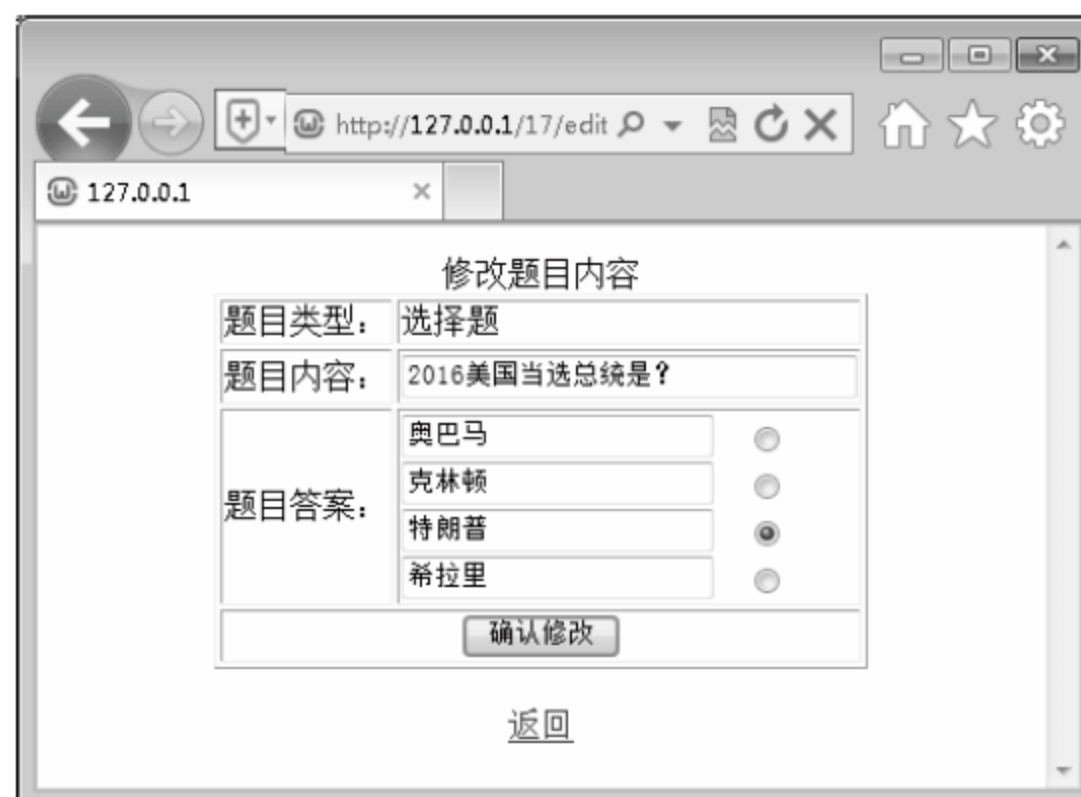 http://127.0.0.1/17/edit
127.0.0.1
修改题目内容
题目类型： 选择题
题目内容： 2016美国当选总统是？
题目答案：
奥巴马
克林顿
特朗普
希拉里
确认修改
返回